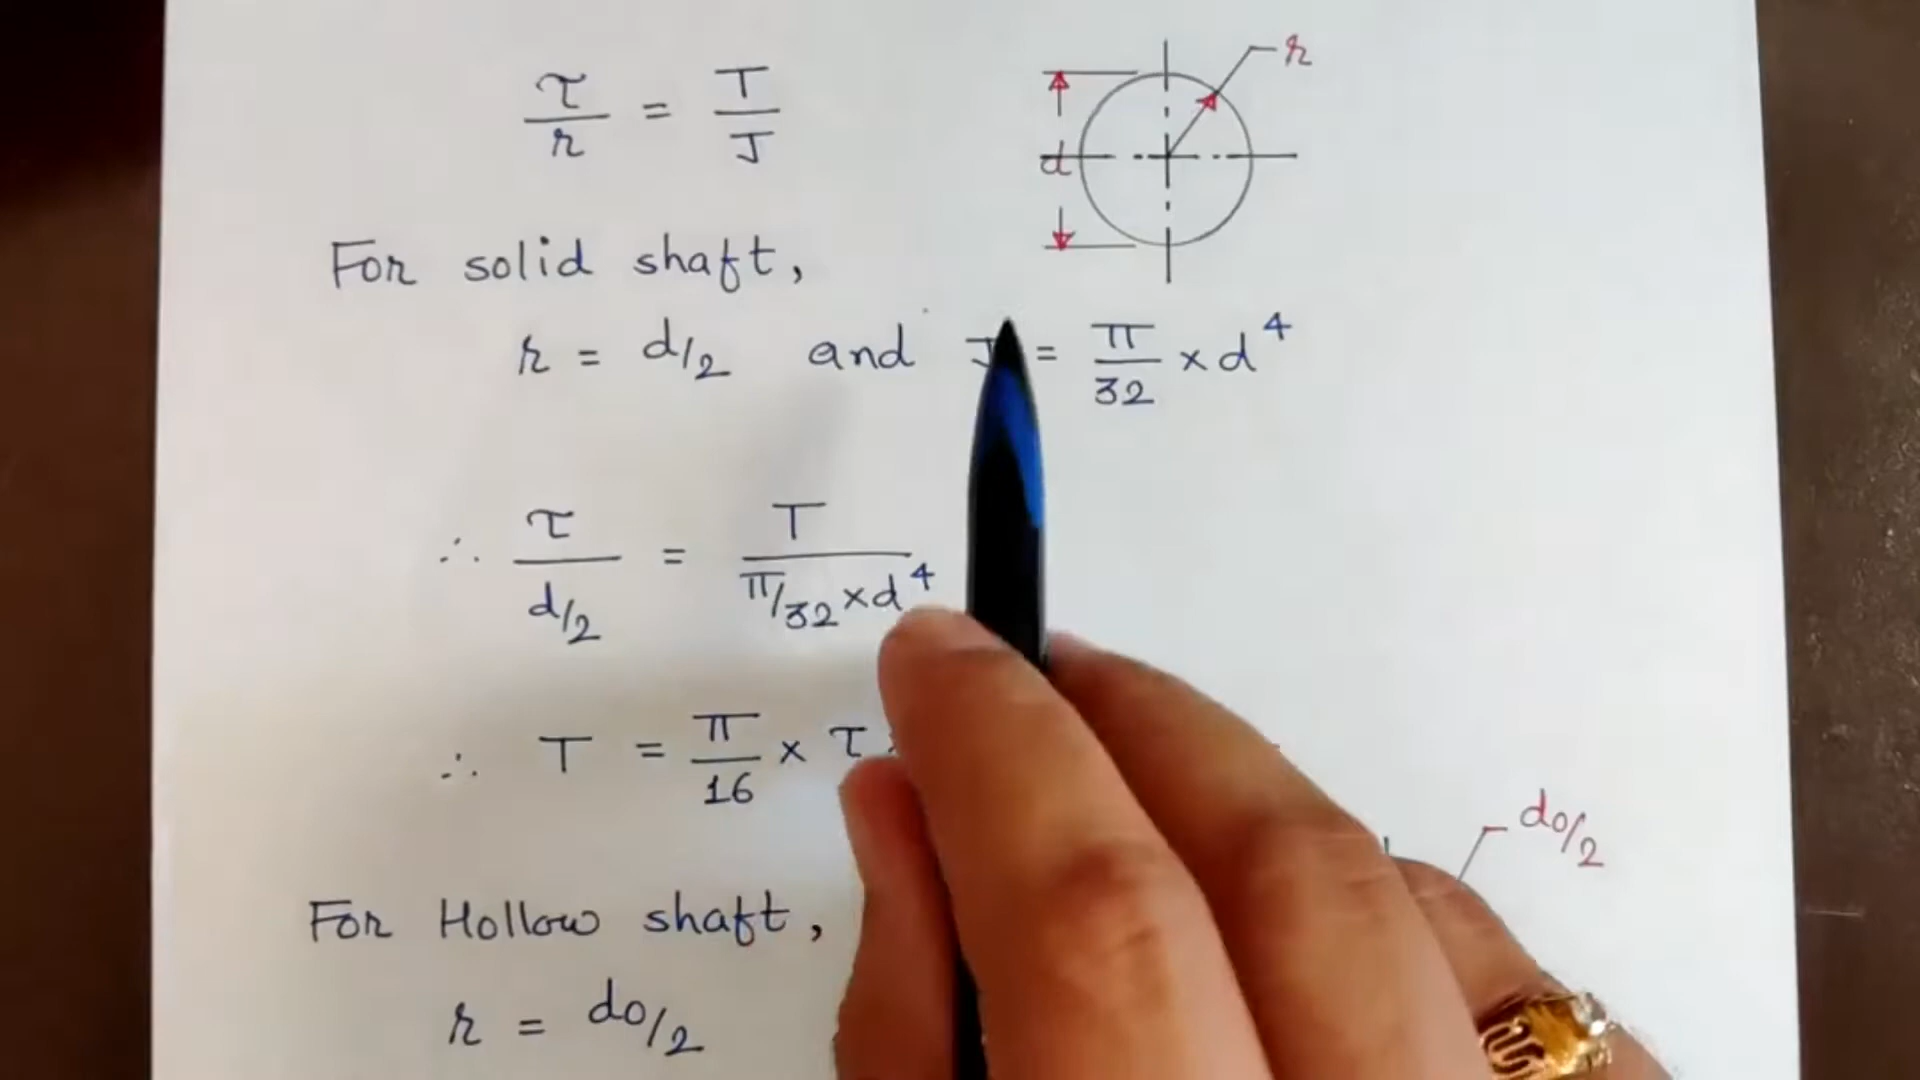 τ/r = T/J
r
d
For solid shaft,
r = d/2 and J = π/32 × d⁴
∴ τ/(d/2) = T/(π/32 × d⁴)
∴ T = π/16 × τ
do/2
For Hollow shaft,
r = do/2